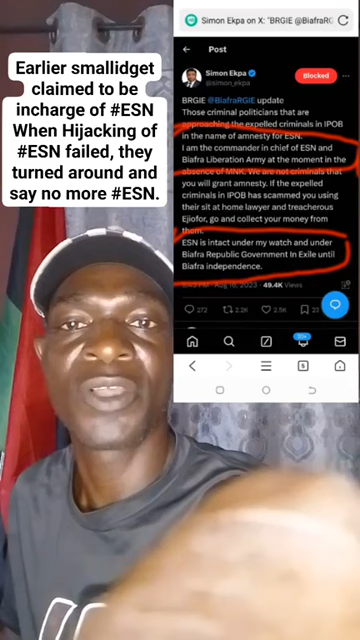 Earlier smallidget
claimed to be
incharge of #ESN
When Hijacking of
#ESN failed, they
turned around and
say no more #ESN.
Simon Ekpa on X: "BRGIE @BiafraRG
Post
Simon Ekpa
@simon_ekpa
Blocked
BRGIE @BiafraRGIE update
Those criminal politicians that are
approaching the expelled criminals in IPOB
in the name of amnesty for ESN.
I am the commander in chief of ESN and
Biafra Liberation Army at the moment in the
absence of MNK. We are not criminals that
you will grant amnesty. If the expelled
criminals in IPOB has scammed you using
their sit at home lawyer and treacherous
Ejiofor, go and collect your money from
them.
ESN is intact under my watch and under
Biafra Republic Government In Exile until
Biafra independence.
PM · Aug 16, 2023 · 49.4K Views
272
2.2K
2.5K
23
20+
5